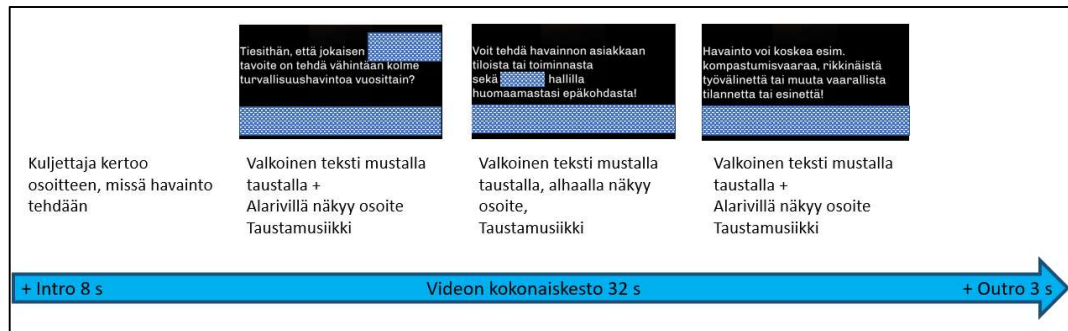 Tiesithän, että jokaisen
tavoite on tehdä vähintään kolme
turvallisuushavintoa vuosittain?
Voit tehdä havainnon asiakkaan
tiloista tai toiminnasta
sekä hallilla
huomaamastasi epäkohdasta!
Havainto voi koskea esim.
kompastumisvaaraa, rikkinäistä
työvälinettä tai muuta vaarallista
tilannetta tai esinettä!
Kuljettaja kertoo
osoitteen, missä havainto
tehdään
Valkoinen teksti mustalla
taustalla +
Alarivillä näkyy osoite
Taustamusiikki
Valkoinen teksti mustalla
taustalla, alhaalla näkyy
osoite,
Taustamusiikki
Valkoinen teksti mustalla
taustalla +
Alarivillä näkyy osoite
Taustamusiikki
+ Intro 8 s
Videon kokonaiskesto 32 s
+ Outro 3 s